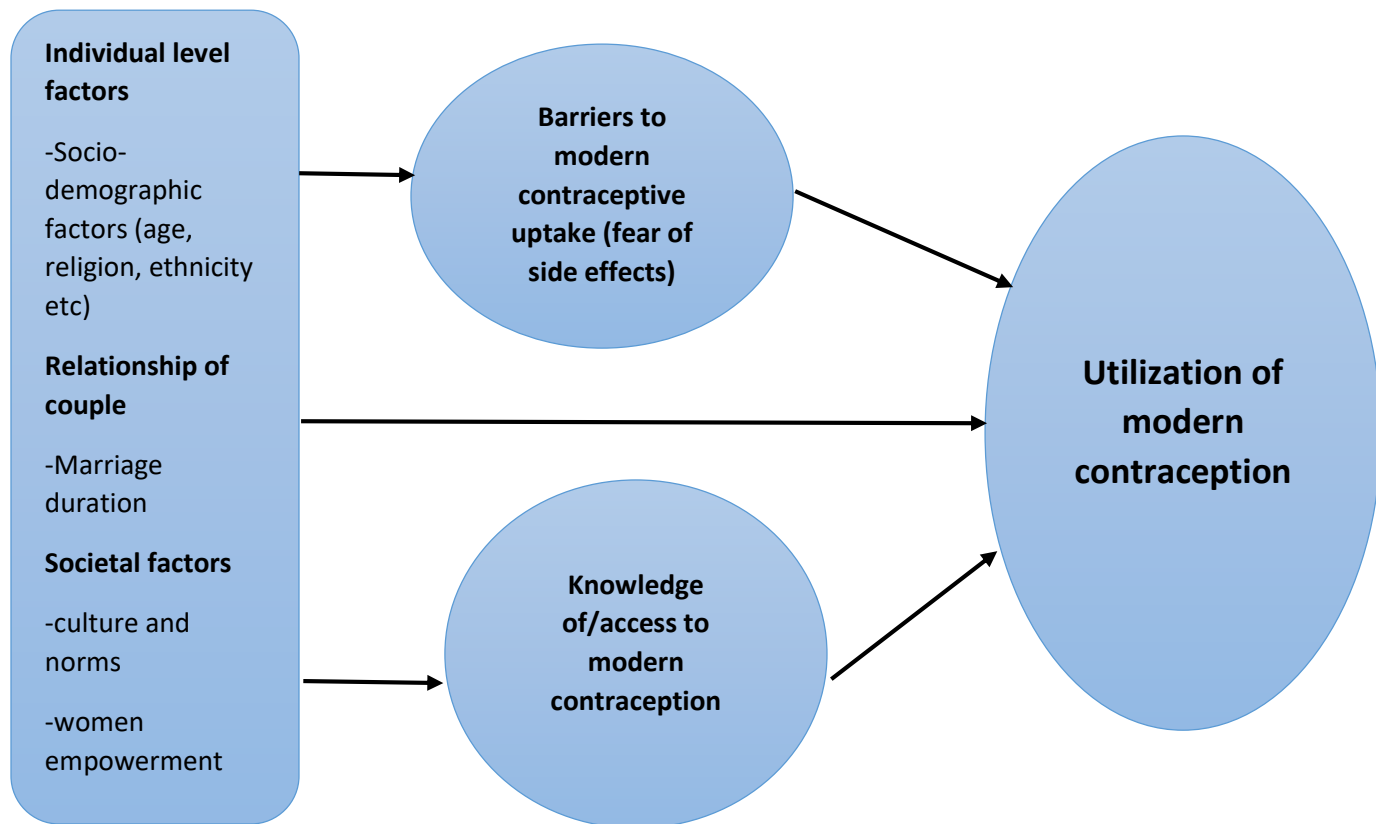 Individual level
factors
-Socio-
demographic
factors (age,
religion, ethnicity
etc)
Relationship of
couple
-Marriage
duration
Societal factors
-culture and
norms
-women
empowerment
Barriers to
modern
contraceptive
uptake (fear of
side effects)
Knowledge
of/access to
modern
contraception
Utilization of
modern
contraception